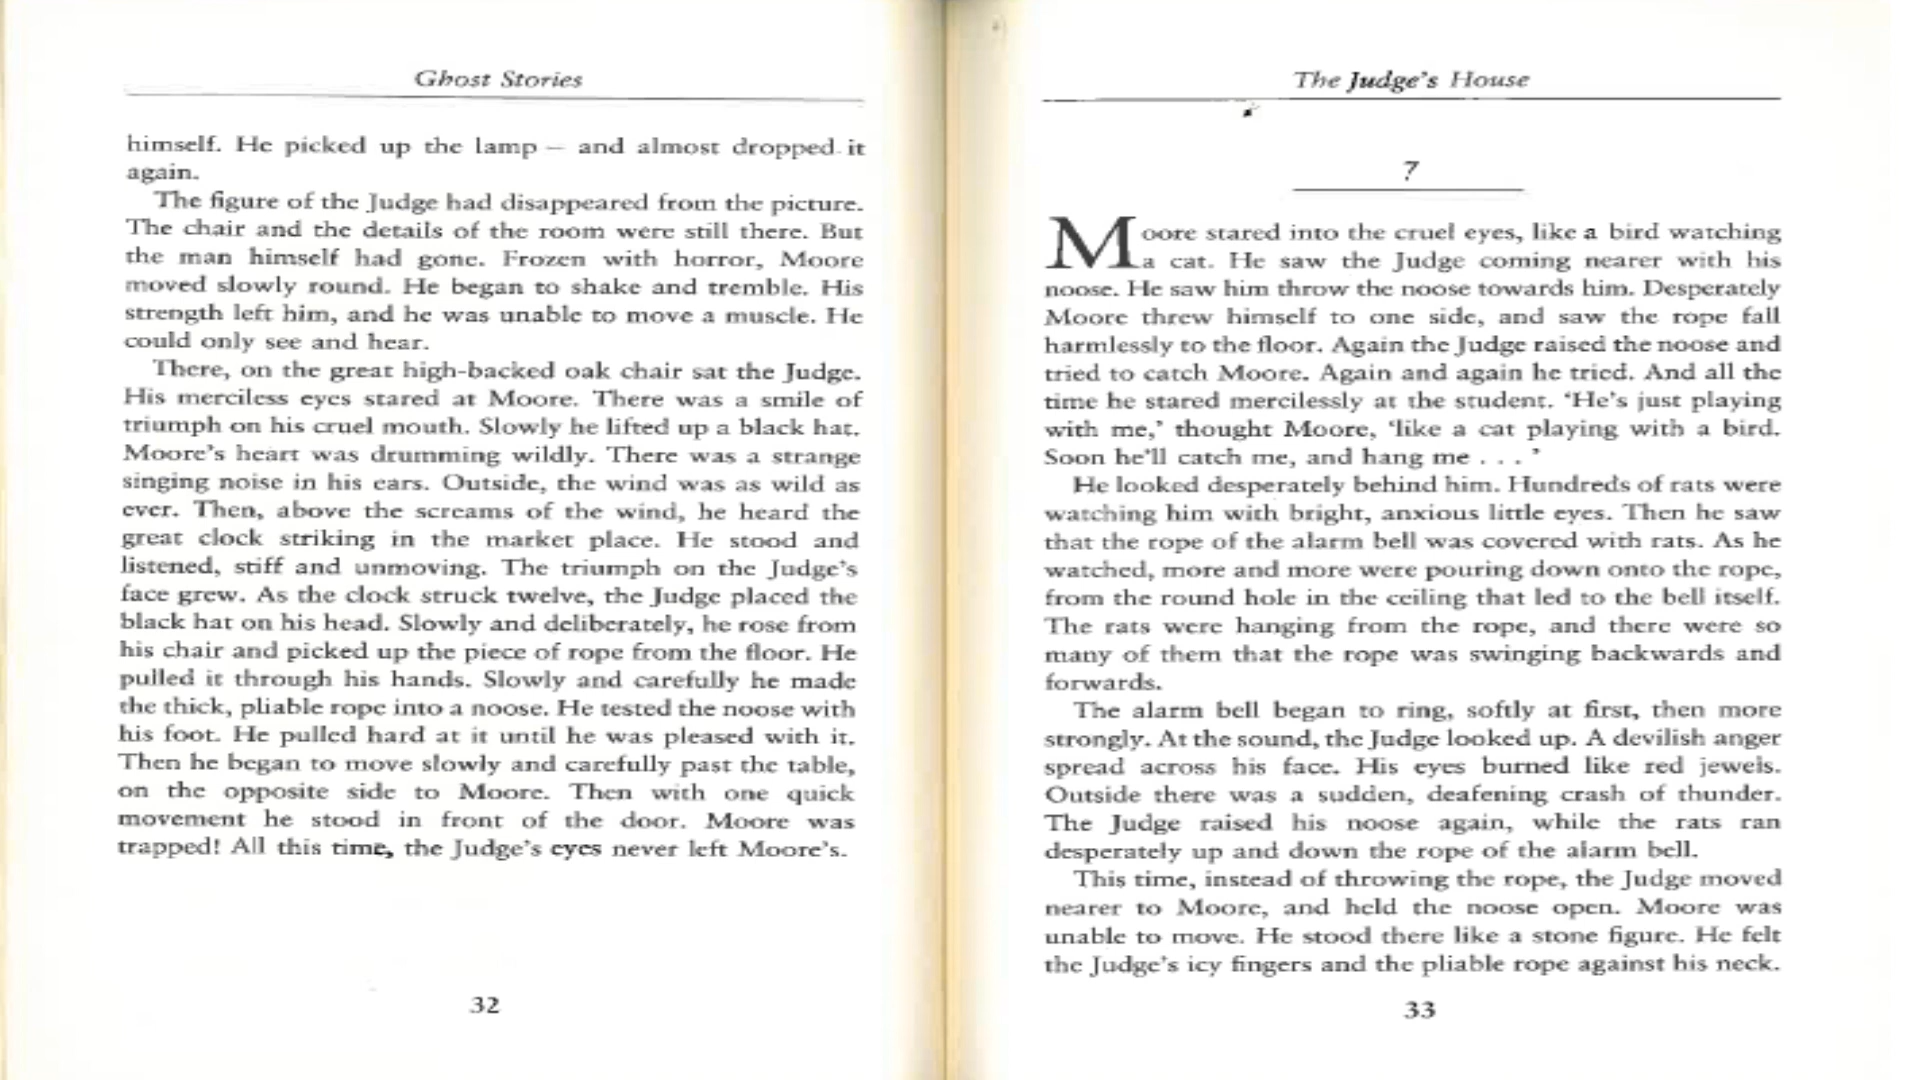 Ghost Stories
himself. He picked up the lamp – and almost dropped it
again.
The figure of the Judge had disappeared from the picture.
The chair and the details of the room were still there. But
the man himself had gone. Frozen with horror, Moore
moved slowly round. He began to shake and tremble. His
strength left him, and he was unable to move a muscle. He
could only see and hear.
There, on the great high-backed oak chair sat the Judge.
His merciless eyes stared at Moore. There was a smile of
triumph on his cruel mouth. Slowly he lifted up a black hat.
Moore's heart was drumming wildly. There was a strange
singing noise in his ears. Outside, the wind was as wild as
ever. Then, above the screams of the wind, he heard the
great clock striking in the market place. He stood and
listened, stiff and unmoving. The triumph on the Judge's
face grew. As the clock struck twelve, the Judge placed the
black hat on his head. Slowly and deliberately, he rose from
his chair and picked up the piece of rope from the floor. He
pulled it through his hands. Slowly and carefully he made
the thick, pliable rope into a noose. He tested the noose with
his foot. He pulled hard at it until he was pleased with it.
Then he began to move slowly and carefully past the table,
on the opposite side to Moore. Then with one quick
movement he stood in front of the door. Moore was
trapped! All this time, the Judge's eyes never left Moore's.
32
The Judge's House
7
Moore stared into the cruel eyes, like a bird watching
a cat. He saw the Judge coming nearer with his
noose. He saw him throw the noose towards him. Desperately
Moore threw himself to one side, and saw the rope fall
harmlessly to the floor. Again the Judge raised the noose and
tried to catch Moore. Again and again he tried. And all the
time he stared mercilessly at the student. 'He's just playing
with me,' thought Moore, 'like a cat playing with a bird.
Soon he'll catch me, and hang me . . . '
He looked desperately behind him. Hundreds of rats were
watching him with bright, anxious little eyes. Then he saw
that the rope of the alarm bell was covered with rats. As he
watched, more and more were pouring down onto the rope,
from the round hole in the ceiling that led to the bell itself.
The rats were hanging from the rope, and there were so
many of them that the rope was swinging backwards and
forwards.
The alarm bell began to ring, softly at first, then more
strongly. At the sound, the Judge looked up. A devilish anger
spread across his face. His eyes burned like red jewels.
Outside there was a sudden, deafening crash of thunder.
The Judge raised his noose again, while the rats ran
desperately up and down the rope of the alarm bell.
This time, instead of throwing the rope, the Judge moved
nearer to Moore, and held the noose open. Moore was
unable to move. He stood there like a stone figure. He felt
the Judge's icy fingers and the pliable rope against his neck.
33